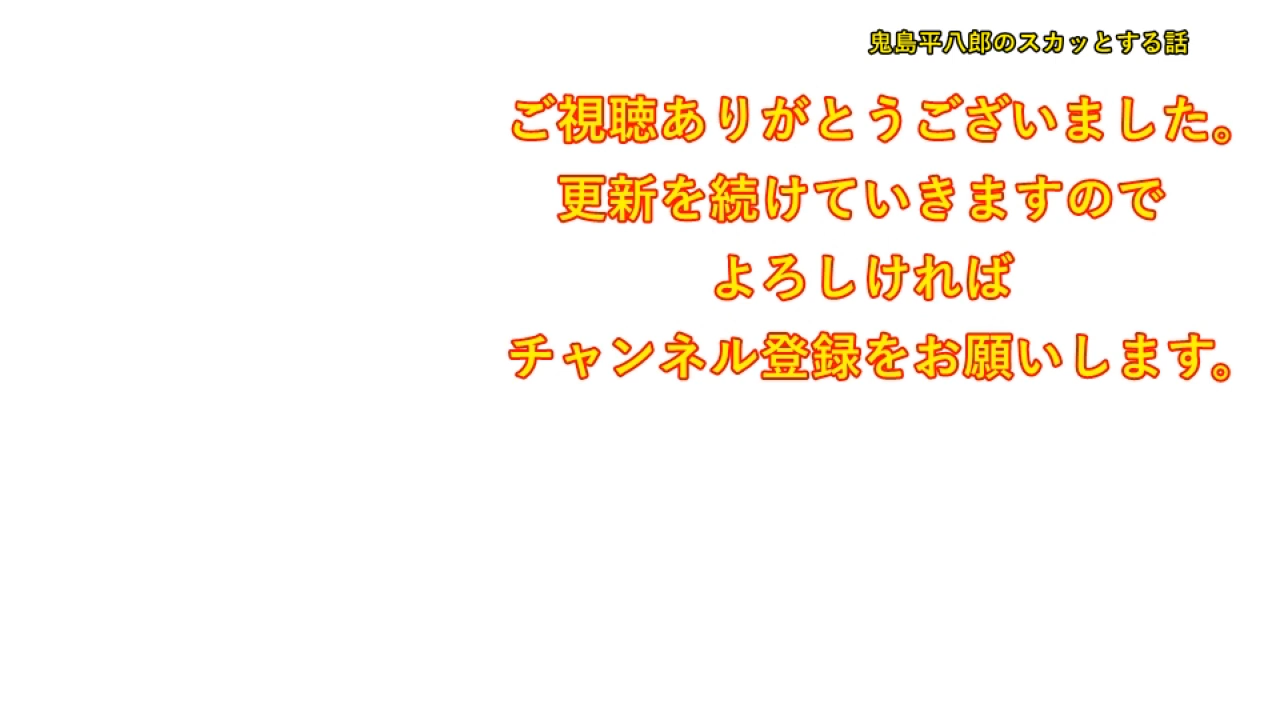 鬼島平八郎のスカッとする話
ご視聴ありがとうございました。
更新を続けていきますので
よろしければ
チャンネル登録をお願いします。